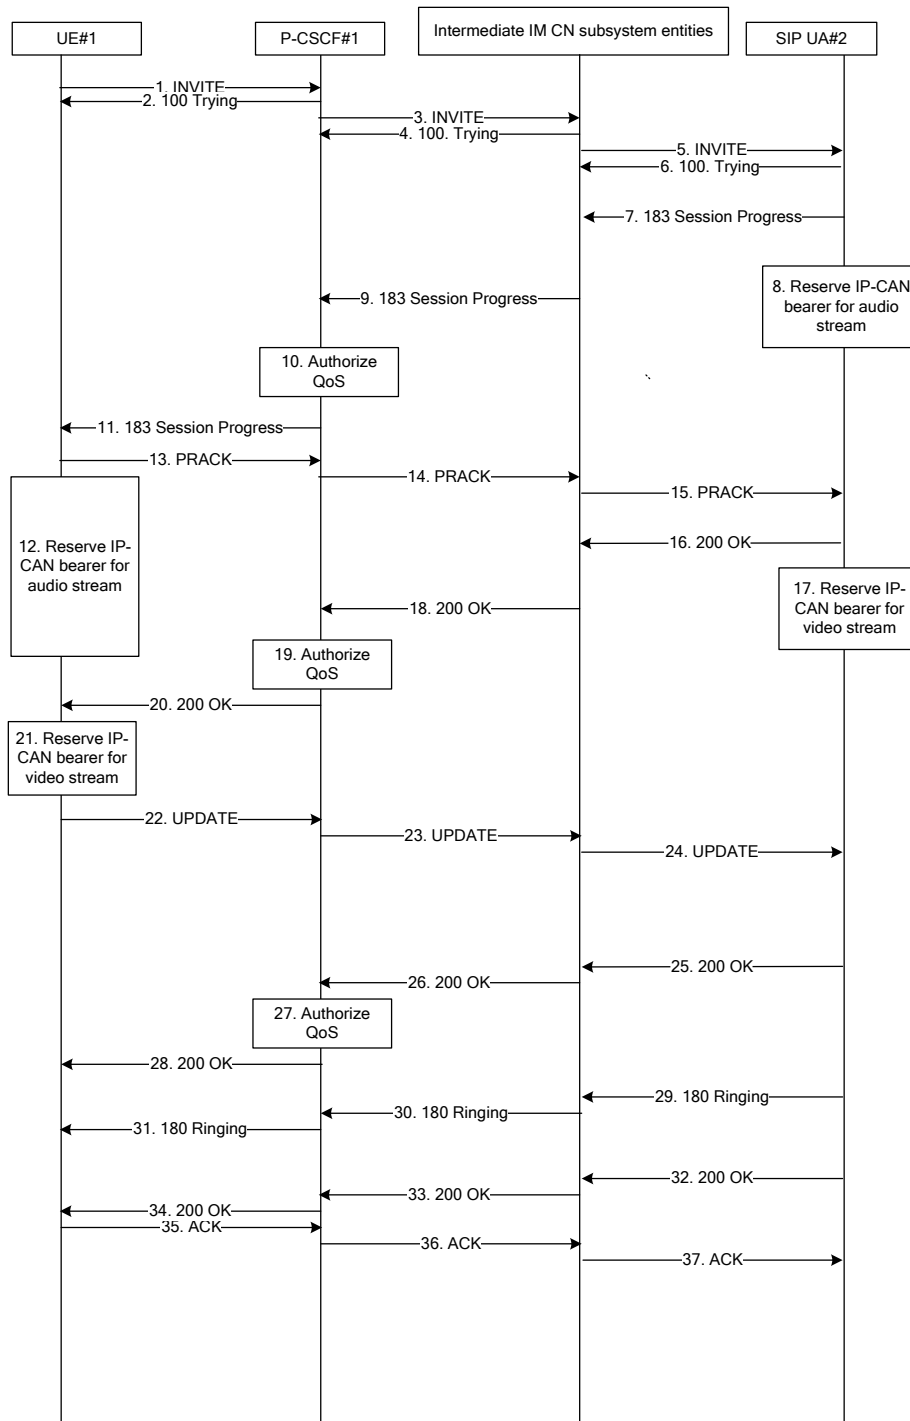 UE#1
P-CSCF#1
Intermediate IM CN subsystem entities
SIP UA#2
1. INVITE
2. 100 Trying
3. INVITE
4. 100. Trying
5. INVITE
6. 100. Trying
7. 183 Session Progress
8. Reserve IP-CAN
bearer for audio
stream
9. 183 Session Progress
10. Authorize
QoS
11. 183 Session Progress
13. PRACK
14. PRACK
15. PRACK
12. Reserve IP-
CAN bearer for
audio stream
16. 200 OK
17. Reserve IP-
CAN bearer for
video stream
18. 200 OK
19. Authorize
QoS
20. 200 OK
21. Reserve IP-
CAN bearer for
video stream
22. UPDATE
23. UPDATE
24. UPDATE
25. 200 OK
26. 200 OK
27. Authorize
QoS
28. 200 OK
29. 180 Ringing
30. 180 Ringing
31. 180 Ringing
32. 200 OK
33. 200 OK
34. 200 OK
35. ACK
36. ACK
37. ACK